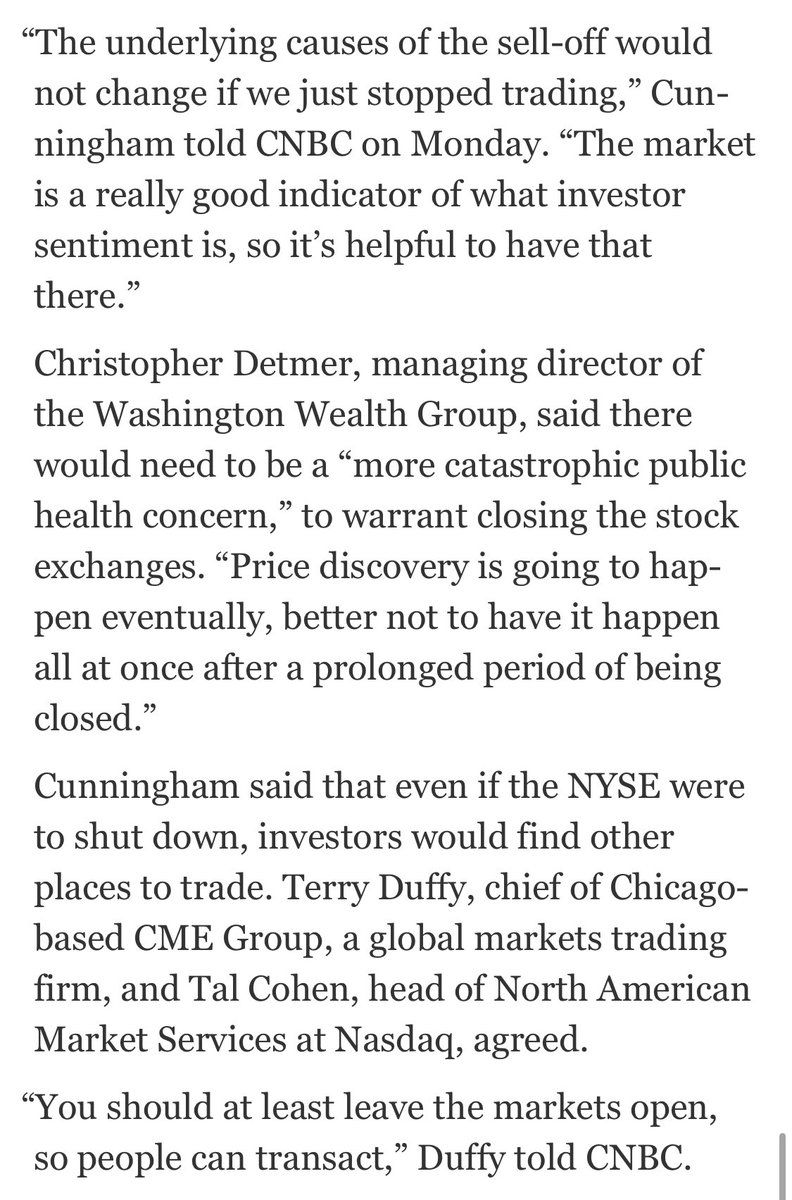 “The underlying causes of the sell-off would
not change if we just stopped trading,” Cun-
ningham told CNBC on Monday. “The market
is a really good indicator of what investor
sentiment is, so it’s helpful to have that
there.”
Christopher Detmer, managing director of
the Washington Wealth Group, said there
would need to be a “more catastrophic public
health concern,” to warrant closing the stock
exchanges. “Price discovery is going to hap-
pen eventually, better not to have it happen
all at once after a prolonged period of being
closed.”
Cunningham said that even if the NYSE were
to shut down, investors would find other
places to trade. Terry Duffy, chief of Chicago-
based CME Group, a global markets trading
firm, and Tal Cohen, head of North American
Market Services at Nasdaq, agreed.
“You should at least leave the markets open,
so people can transact,” Duffy told CNBC.